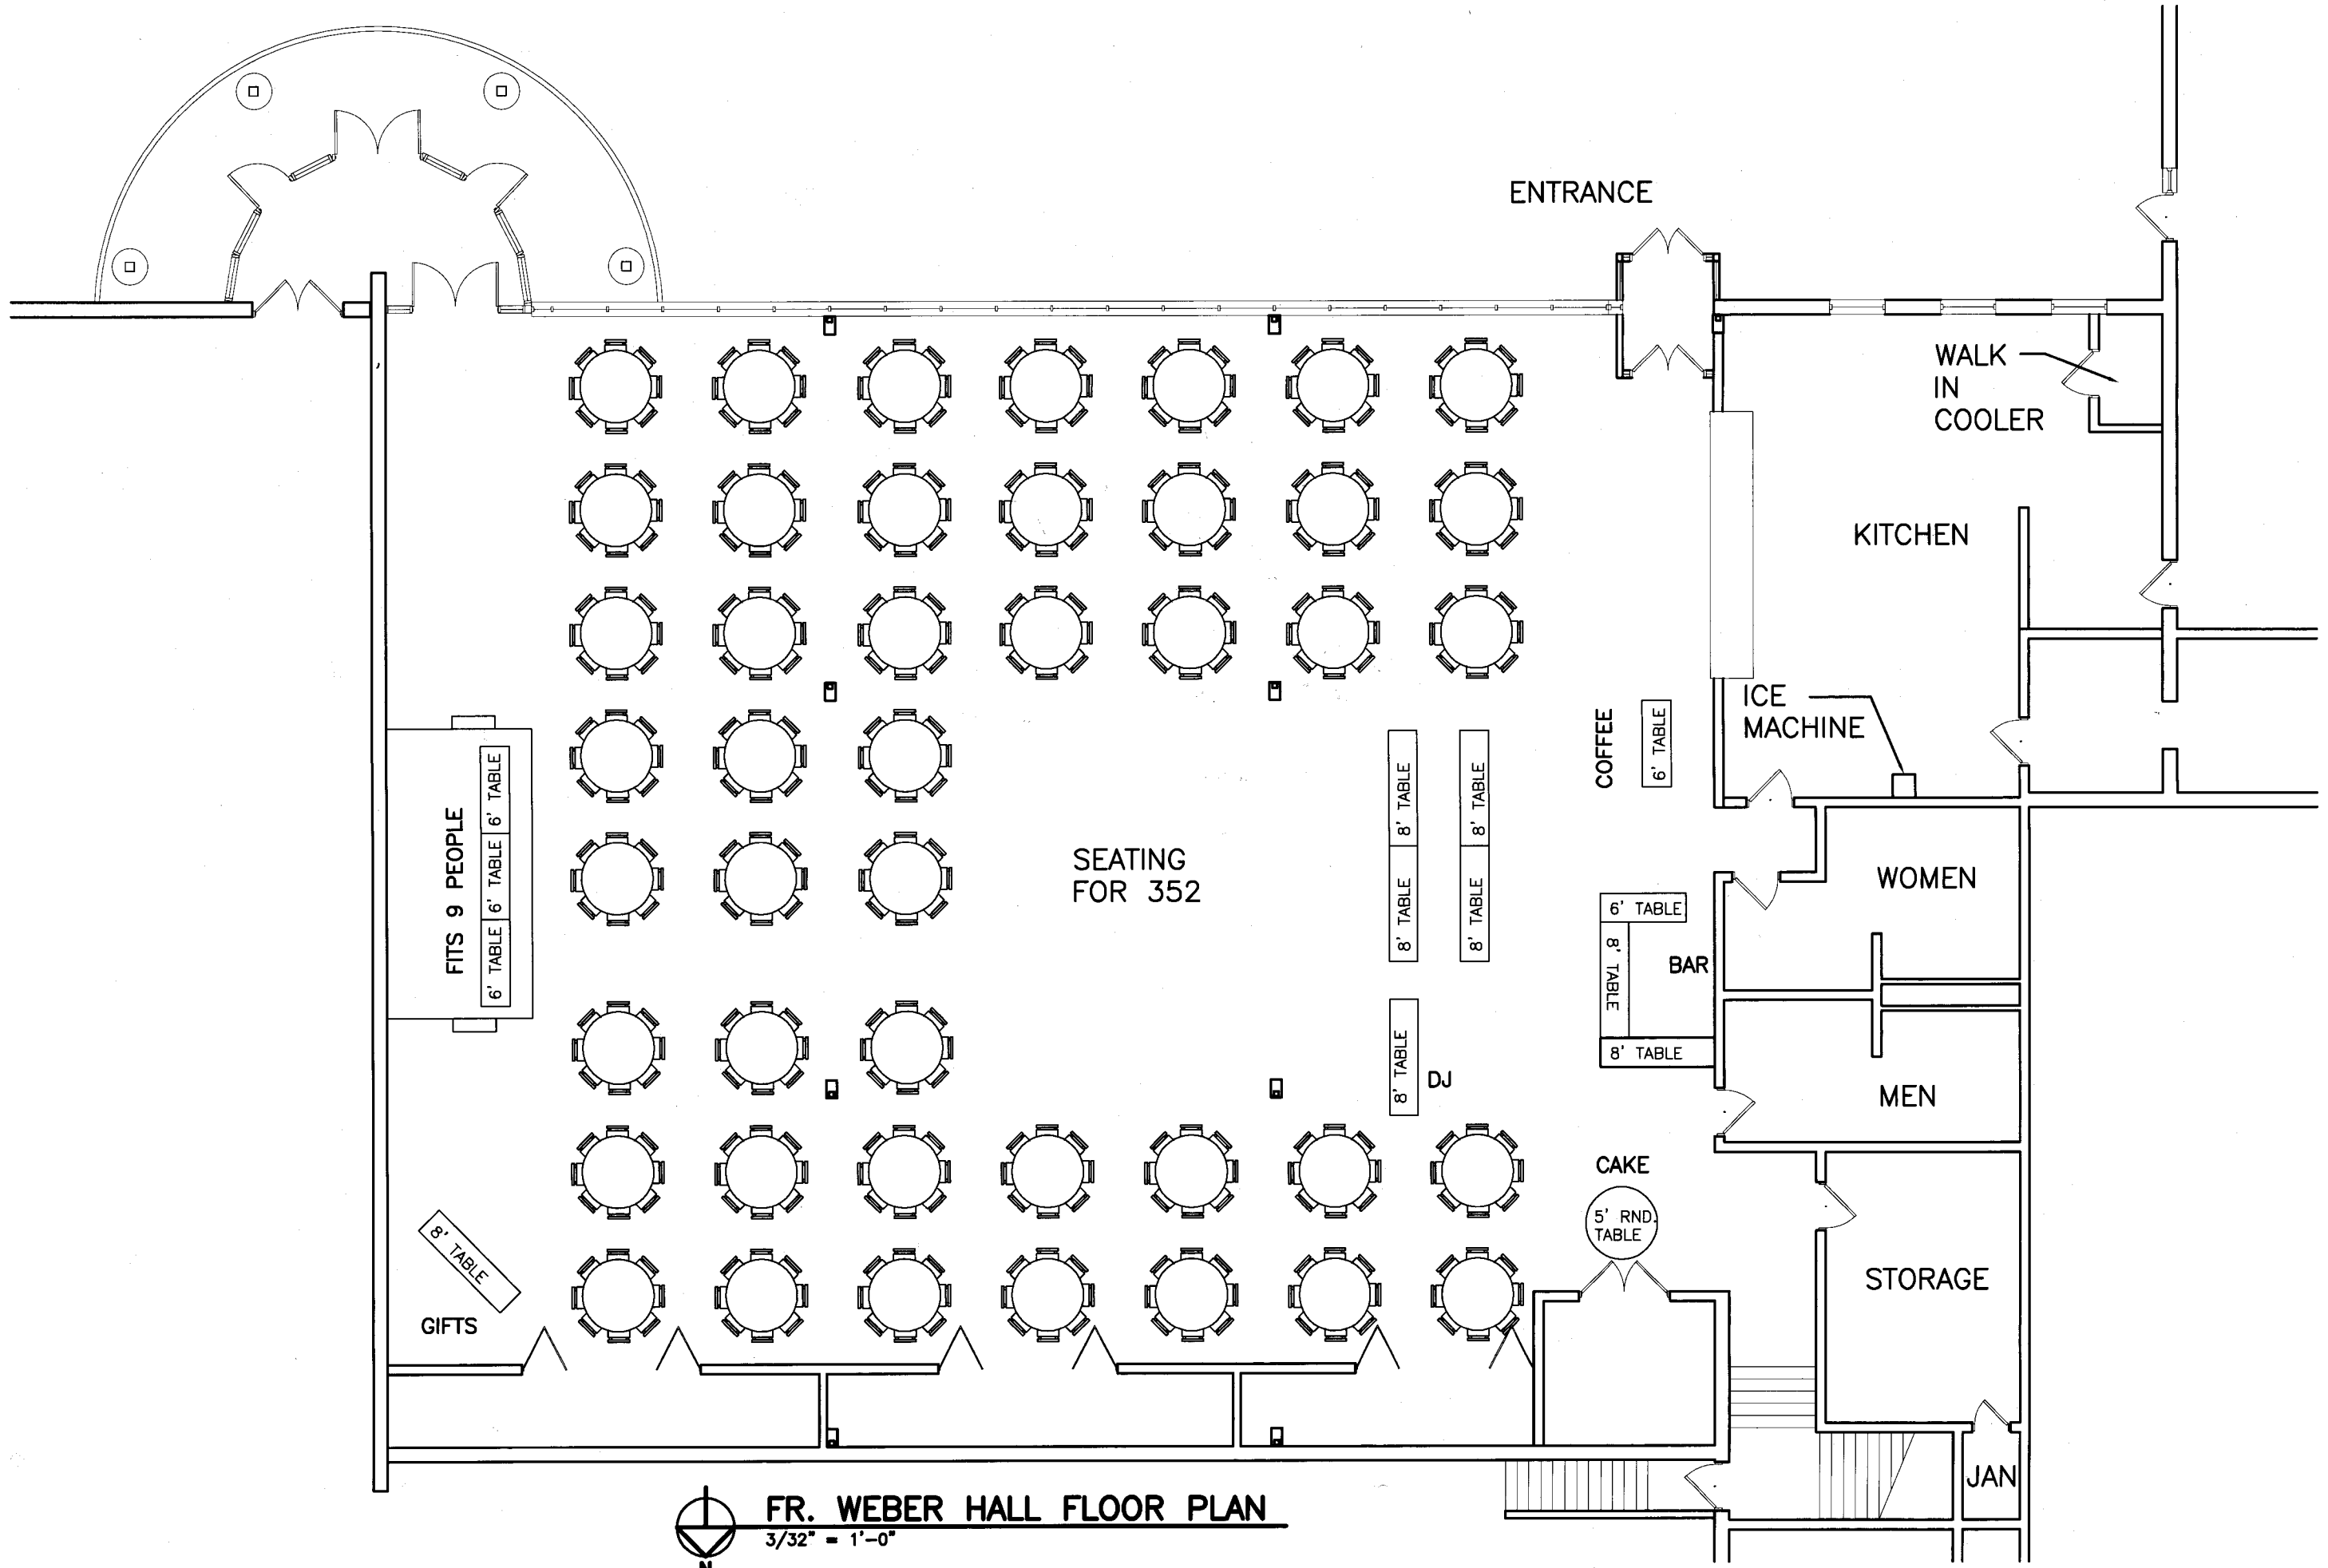 ENTRANCE
WALK
IN
COOLER
KITCHEN
ICE
MACHINE
COFFEE
6' TABLE
8' TABLE
8' TABLE
8' TABLE
8' TABLE
FITS 9 PEOPLE
6' TABLE
6' TABLE
6' TABLE
SEATING
FOR 352
WOMEN
6' TABLE
8' TABLE
BAR
8' TABLE
8' TABLE
DJ
MEN
CAKE
5' RND.
TABLE
8' TABLE
GIFTS
STORAGE
JAN
FR. WEBER HALL FLOOR PLAN
3/32" = 1'-0"
N